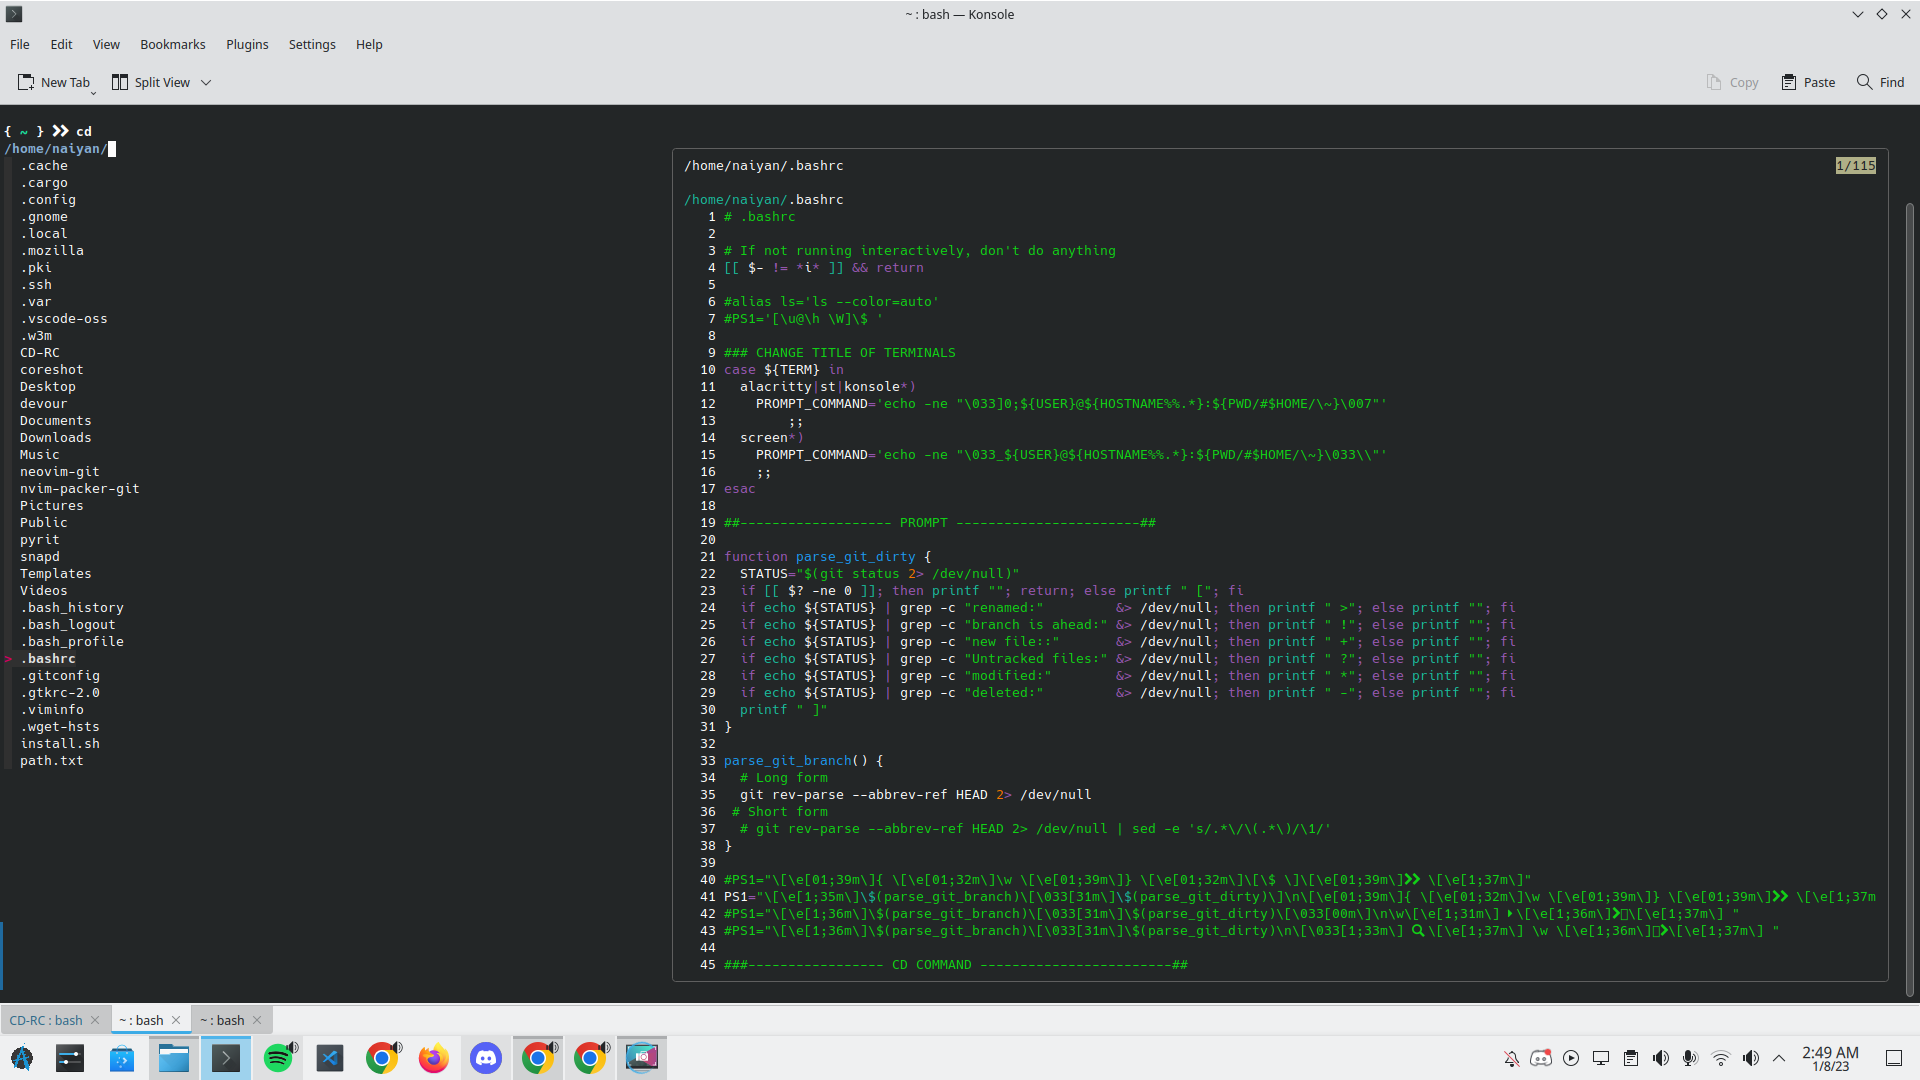 ~ : bash — Konsole
File Edit View Bookmarks Plugins Settings Help
New Tab Split View Copy Paste Find
{ ~ } cd
/home/naiyan/
.cache
.cargo
.config
.gnome
.local
.mozilla
.pki
.ssh
.var
.vscode-oss
.w3m
CD-RC
coreshot
Desktop
devour
Documents
Downloads
Music
neovim-git
nvim-packer-git
Pictures
Public
pyrit
snapd
Templates
Videos
.bash_history
.bash_logout
.bash_profile
> .bashrc
.gitconfig
.gtkrc-2.0
.viminfo
.wget-hsts
install.sh
path.txt
/home/naiyan/.bashrc 1/115
/home/naiyan/.bashrc
1 # .bashrc
2
3 # If not running interactively, don't do anything
4 [[ $- != *i* ]] && return
5
6 #alias ls='ls --color=auto'
7 #PS1='[\u@\h \W]\$ '
8
9 ### CHANGE TITLE OF TERMINALS
10 case ${TERM} in
11   alacritty|st|konsole*)
12     PROMPT_COMMAND='echo -ne "\033]0;${USER}@${HOSTNAME%%.*}:${PWD/#$HOME/\~}\007"'
13         ;;
14   screen*)
15     PROMPT_COMMAND='echo -ne "\033_${USER}@${HOSTNAME%%.*}:${PWD/#$HOME/\~}\033\\"'
16     ;;
17 esac
18
19 ##------------------- PROMPT -----------------------##
20
21 function parse_git_dirty {
22   STATUS="$(git status 2> /dev/null)"
23   if [[ $? -ne 0 ]]; then printf ""; return; else printf " ["; fi
24   if echo ${STATUS} | grep -c "renamed:"         &> /dev/null; then printf " >"; else printf ""; fi
25   if echo ${STATUS} | grep -c "branch is ahead:" &> /dev/null; then printf " !"; else printf ""; fi
26   if echo ${STATUS} | grep -c "new file::"       &> /dev/null; then printf " +"; else printf ""; fi
27   if echo ${STATUS} | grep -c "Untracked files:" &> /dev/null; then printf " ?"; else printf ""; fi
28   if echo ${STATUS} | grep -c "modified:"        &> /dev/null; then printf " *"; else printf ""; fi
29   if echo ${STATUS} | grep -c "deleted:"         &> /dev/null; then printf " -"; else printf ""; fi
30   printf " ]"
31 }
32
33 parse_git_branch() {
34   # Long form
35   git rev-parse --abbrev-ref HEAD 2> /dev/null
36  # Short form
37   # git rev-parse --abbrev-ref HEAD 2> /dev/null | sed -e 's/.*\/\(.*\)/\1/'
38 }
39
40 #PS1="\[\e[01;39m\]{ \[\e[01;32m\]\w \[\e[01;39m\]} \[\e[01;32m\]\[\$ \]\[\e[01;39m\] \[\e[1;37m\]"
41 PS1="\[\e[1;35m\]\$(parse_git_branch)\[\033[31m\]\$(parse_git_dirty)\]\n\[\e[01;39m\]{ \[\e[01;32m\]\w \[\e[01;39m\]} \[\e[01;39m\] \[\e[1;37m
42 #PS1="\[\e[1;36m\]\$(parse_git_branch)\[\033[31m\]\$(parse_git_dirty)\[\033[00m\]\n\w\[\e[1;31m\] \[\e[1;36m\]\[\e[1;37m\] "
43 #PS1="\[\e[1;36m\]\$(parse_git_branch)\[\033[31m\]\$(parse_git_dirty)\n\[\033[1;33m\] \[\e[1;37m\] \w \[\e[1;36m\]\[\e[1;37m\] "
44
45 ###----------------- CD COMMAND ------------------------##
CD-RC : bash ~ : bash ~ : bash
2:49 AM
1/8/23